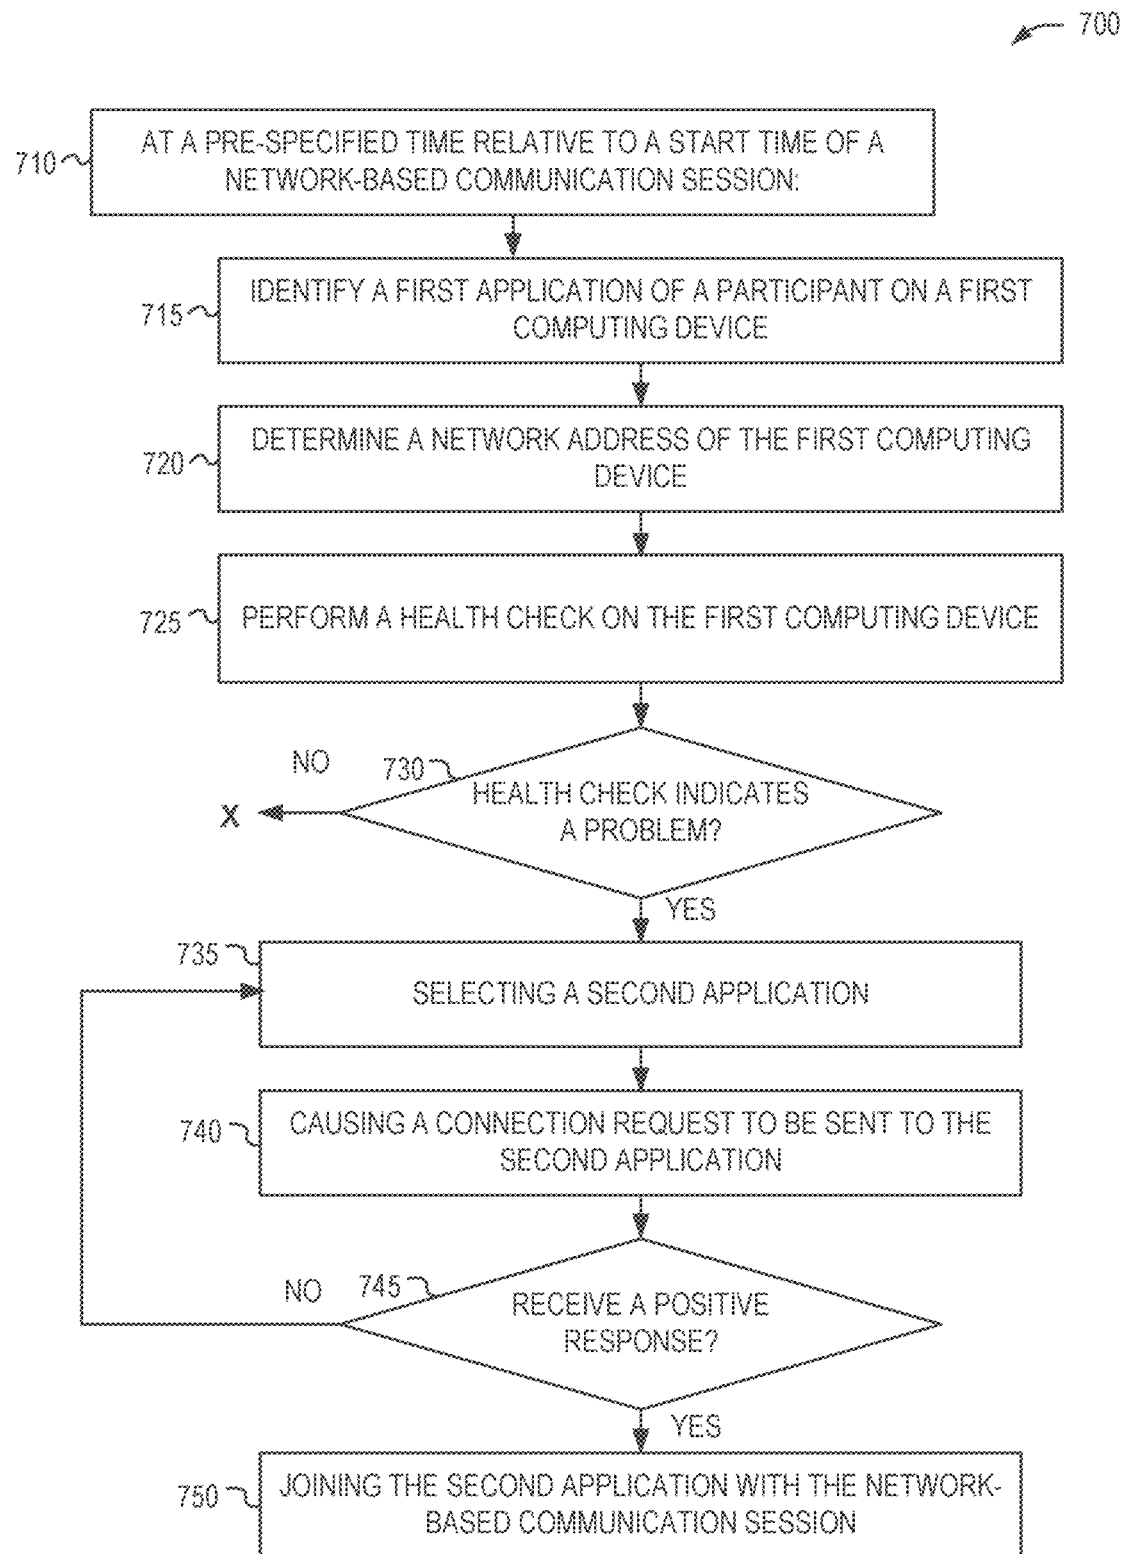 700
710
AT A PRE-SPECIFIED TIME RELATIVE TO A START TIME OF A
NETWORK-BASED COMMUNICATION SESSION:
715
IDENTIFY A FIRST APPLICATION OF A PARTICIPANT ON A FIRST
COMPUTING DEVICE
720
DETERMINE A NETWORK ADDRESS OF THE FIRST COMPUTING
DEVICE
725
PERFORM A HEALTH CHECK ON THE FIRST COMPUTING DEVICE
NO
730
X
HEALTH CHECK INDICATES
A PROBLEM?
YES
735
SELECTING A SECOND APPLICATION
740
CAUSING A CONNECTION REQUEST TO BE SENT TO THE
SECOND APPLICATION
NO
745
RECEIVE A POSITIVE
RESPONSE?
YES
750
JOINING THE SECOND APPLICATION WITH THE NETWORK-
BASED COMMUNICATION SESSION